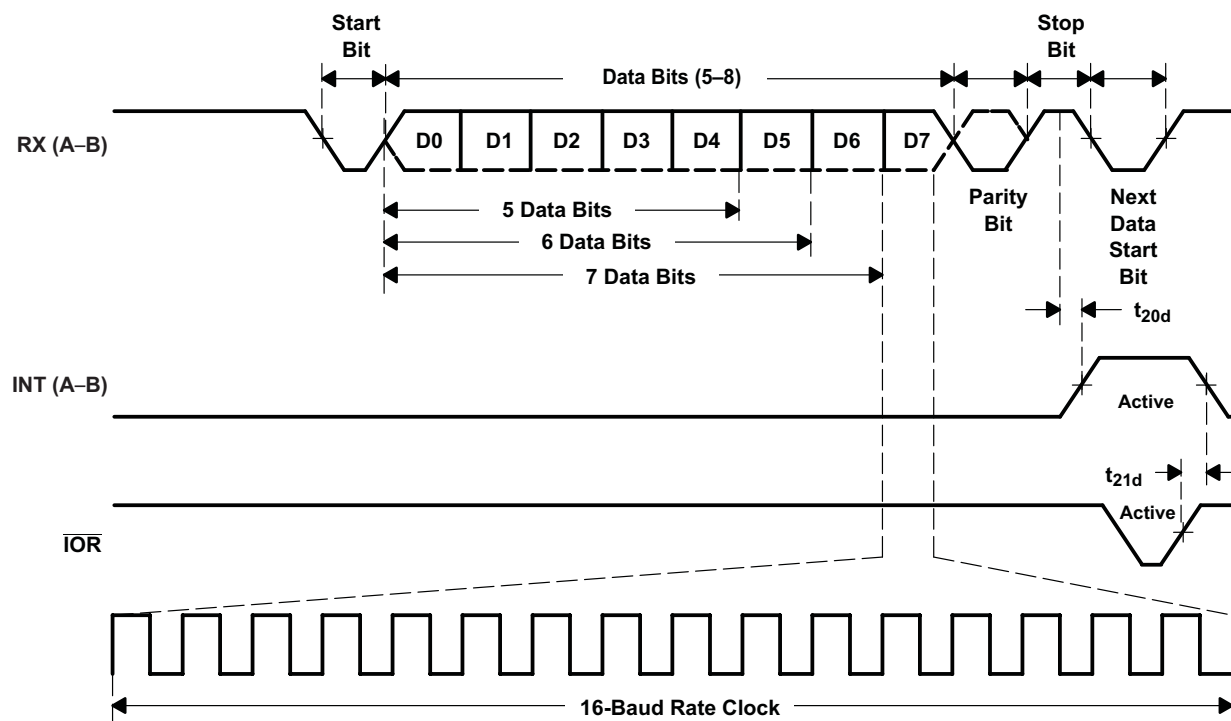 Start
Bit
Stop
Bit
Data Bits (5–8)
RX (A–B)
D0 D1 D2 D3 D4 D5 D6 D7
Parity
Bit
Next
Data
Start
Bit
5 Data Bits
6 Data Bits
7 Data Bits
t20d
INT (A–B)
Active
t21d
Active
IOR
16-Baud Rate Clock